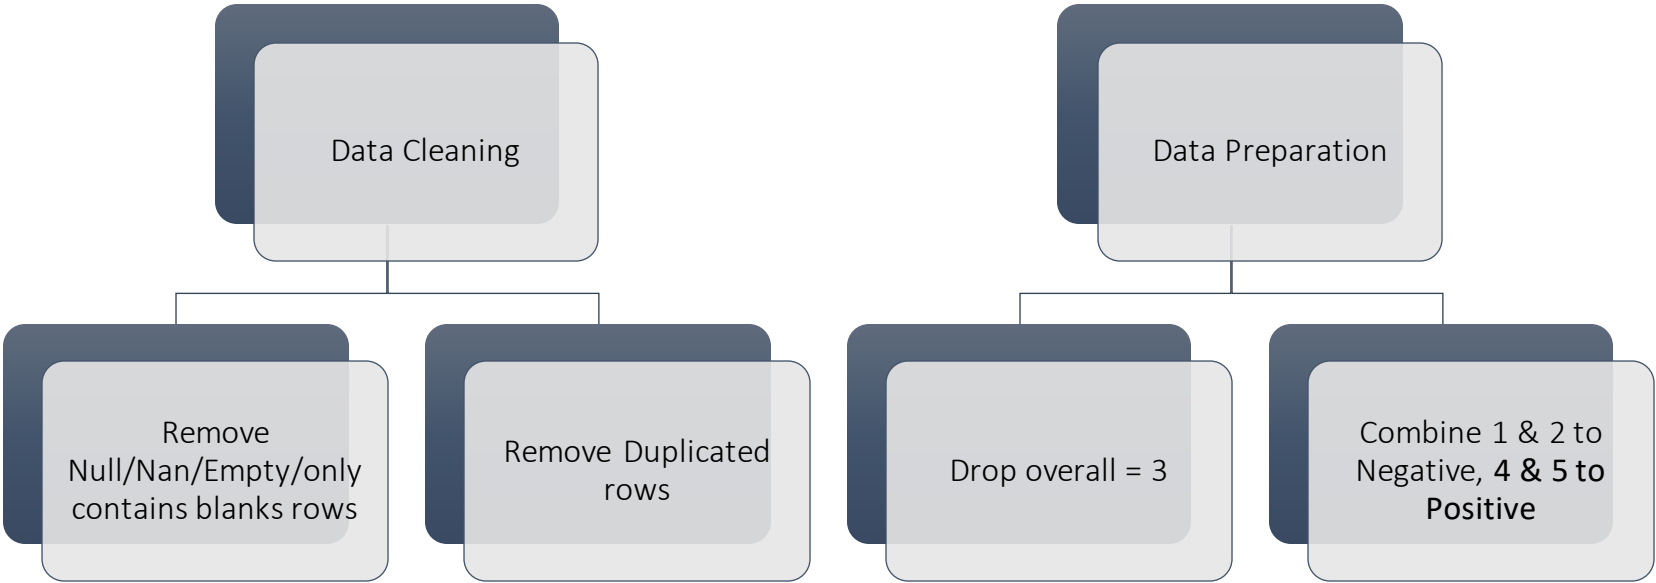 Data Cleaning
Data Preparation
Remove
Null/Nan/Empty/only
contains blanks rows
Remove Duplicated
rows
Drop overall = 3
Combine 1 & 2 to
Negative, 4 & 5 to
Positive